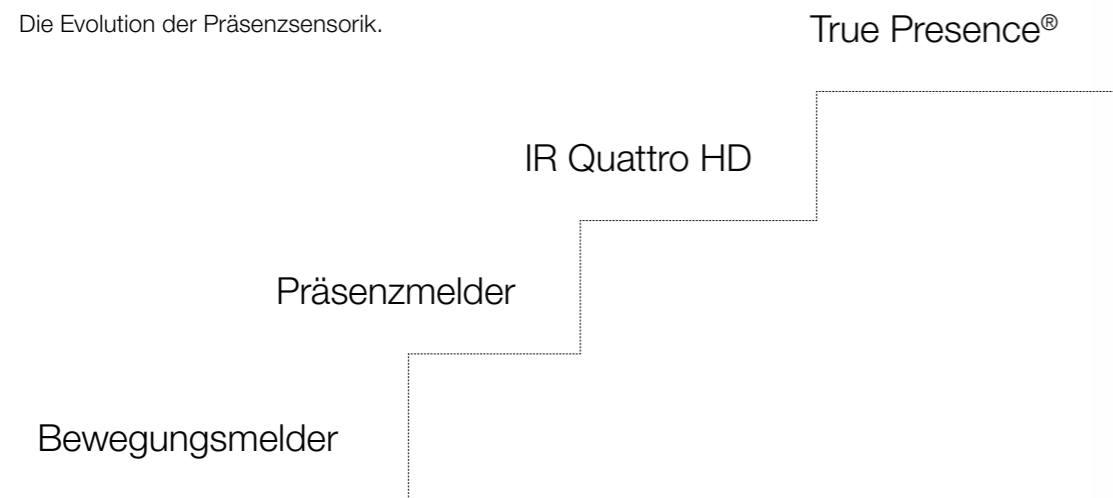 Die Evolution der Präsenzsensorik.
True Presence®
IR Quattro HD
Präsenzmelder
Bewegungsmelder